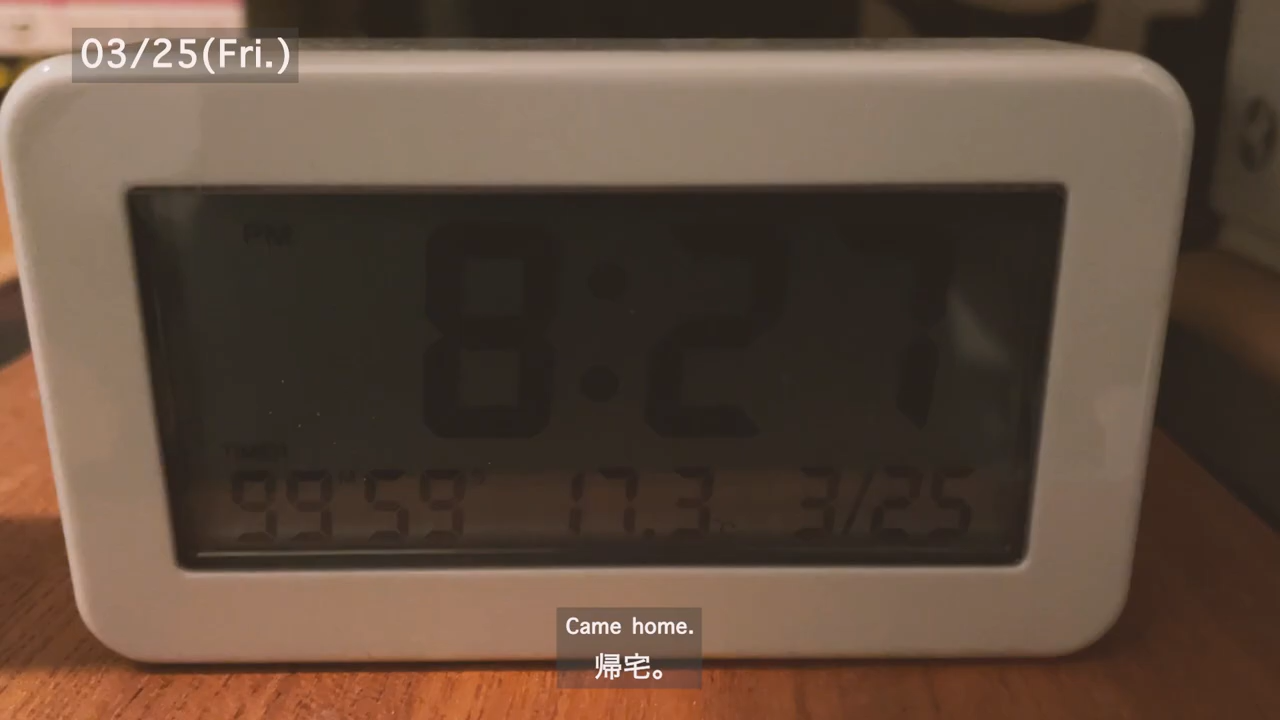 03/25(Fri.)
PM
8:27
TIMER
99"59" 17.3°C 3/25
Came home.
帰宅。